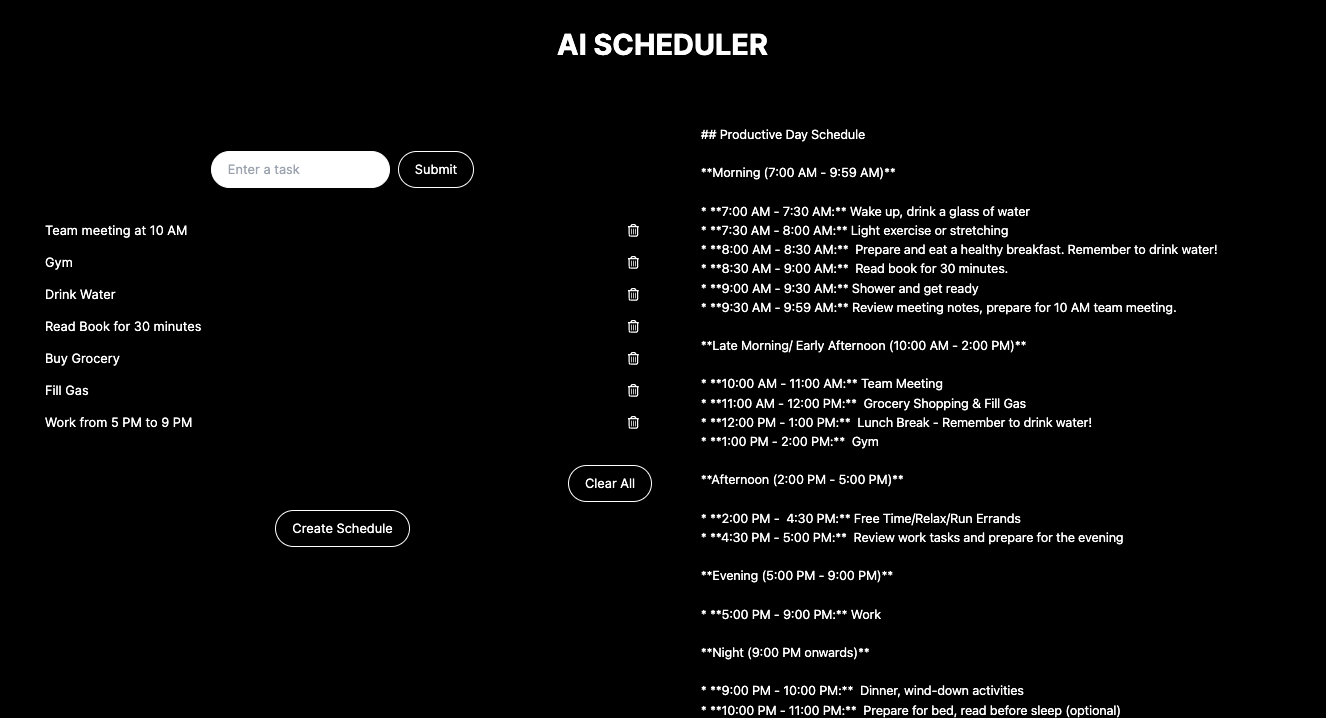 AI SCHEDULER
Enter a task
Submit
Team meeting at 10 AM
Gym
Drink Water
Read Book for 30 minutes
Buy Grocery
Fill Gas
Work from 5 PM to 9 PM
Clear All
Create Schedule
## Productive Day Schedule
**Morning (7:00 AM - 9:59 AM)**
* **7:00 AM - 7:30 AM:** Wake up, drink a glass of water
* **7:30 AM - 8:00 AM:** Light exercise or stretching
* **8:00 AM - 8:30 AM:**  Prepare and eat a healthy breakfast. Remember to drink water!
* **8:30 AM - 9:00 AM:**  Read book for 30 minutes.
* **9:00 AM - 9:30 AM:** Shower and get ready
* **9:30 AM - 9:59 AM:** Review meeting notes, prepare for 10 AM team meeting.
**Late Morning/ Early Afternoon (10:00 AM - 2:00 PM)**
* **10:00 AM - 11:00 AM:** Team Meeting
* **11:00 AM - 12:00 PM:**  Grocery Shopping & Fill Gas
* **12:00 PM - 1:00 PM:**  Lunch Break - Remember to drink water!
* **1:00 PM - 2:00 PM:**  Gym
**Afternoon (2:00 PM - 5:00 PM)**
* **2:00 PM -  4:30 PM:** Free Time/Relax/Run Errands
* **4:30 PM - 5:00 PM:**  Review work tasks and prepare for the evening
**Evening (5:00 PM - 9:00 PM)**
* **5:00 PM - 9:00 PM:** Work
**Night (9:00 PM onwards)**
* **9:00 PM - 10:00 PM:**  Dinner, wind-down activities
* **10:00 PM - 11:00 PM:**  Prepare for bed, read before sleep (optional)